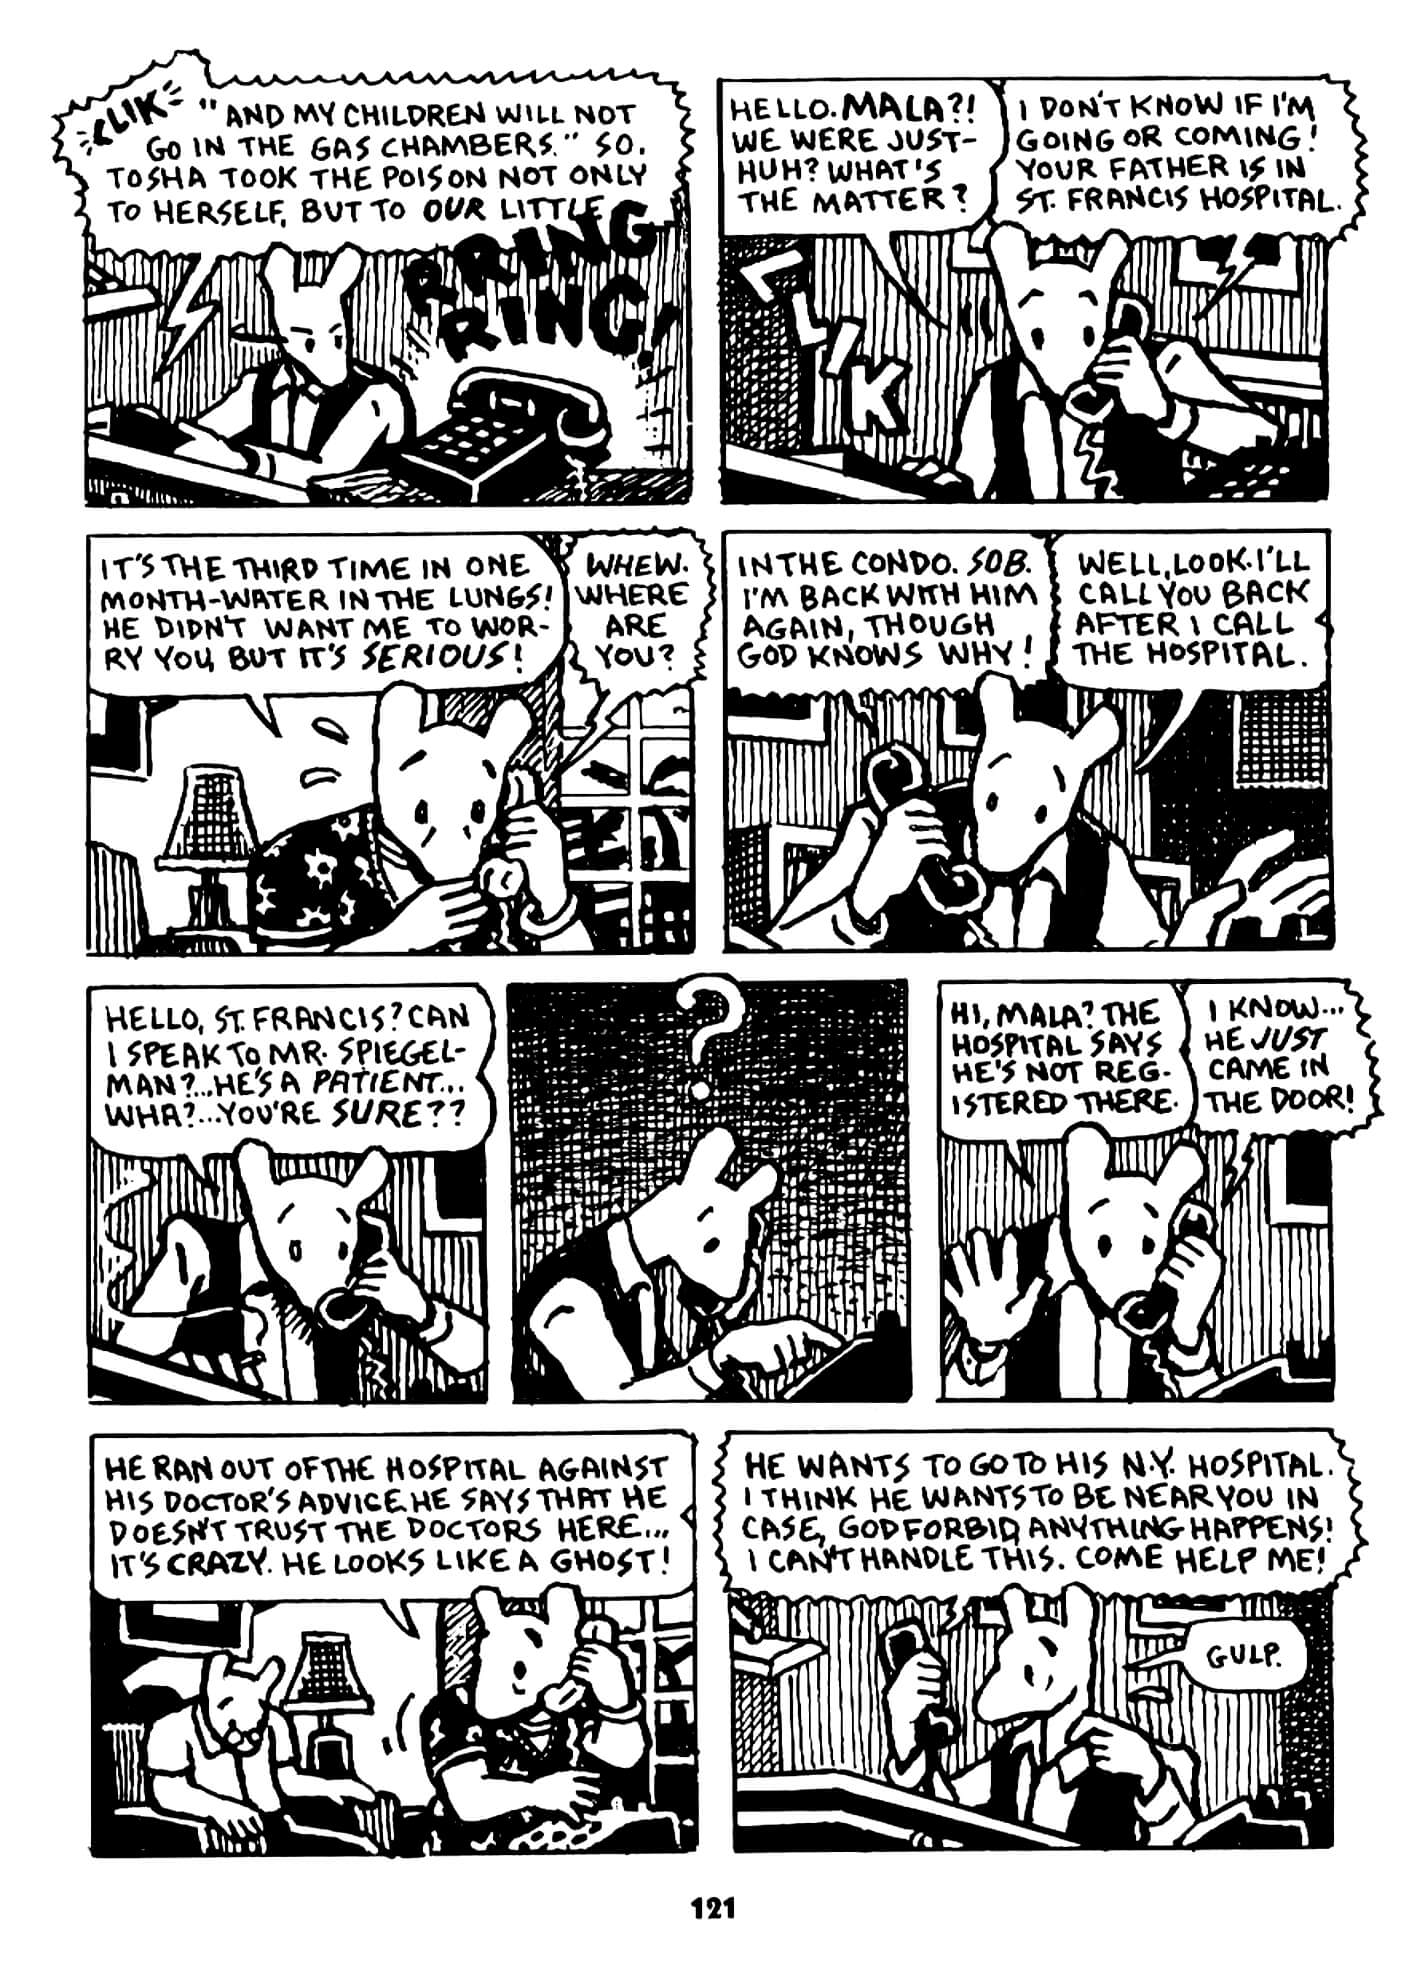 CLIK
"AND MY CHILDREN WILL NOT
GO IN THE GAS CHAMBERS." SO,
TOSHA TOOK THE POISON NOT ONLY
TO HERSELF, BUT TO OUR LITTLE
RRING
RING!
HELLO. MALA?!
WE WERE JUST-
HUH? WHAT'S
THE MATTER?
I DON'T KNOW IF I'M
GOING OR COMING!
YOUR FATHER IS IN
ST. FRANCIS HOSPITAL.
CLIK
IT'S THE THIRD TIME IN ONE
MONTH-WATER IN THE LUNGS!
HE DIDN'T WANT ME TO WOR-
RY YOU, BUT IT'S SERIOUS!
WHEW.
WHERE
ARE
YOU?
IN THE CONDO. SOB.
I'M BACK WITH HIM
AGAIN, THOUGH
GOD KNOWS WHY!
WELL, LOOK. I'LL
CALL YOU BACK
AFTER I CALL
THE HOSPITAL.
HELLO, ST. FRANCIS? CAN
I SPEAK TO MR. SPIEGEL-
MAN?...HE'S A PATIENT...
WHA?...YOU'RE SURE??
?
HI, MALA? THE
HOSPITAL SAYS
HE'S NOT REG-
ISTERED THERE.
I KNOW...
HE JUST
CAME IN
THE DOOR!
HE RAN OUT OF THE HOSPITAL AGAINST
HIS DOCTOR'S ADVICE. HE SAYS THAT HE
DOESN'T TRUST THE DOCTORS HERE...
IT'S CRAZY. HE LOOKS LIKE A GHOST!
HE WANTS TO GO TO HIS N.Y. HOSPITAL.
I THINK HE WANTS TO BE NEAR YOU IN
CASE, GOD FORBID, ANYTHING HAPPENS!
I CAN'T HANDLE THIS. COME HELP ME!
GULP.
121